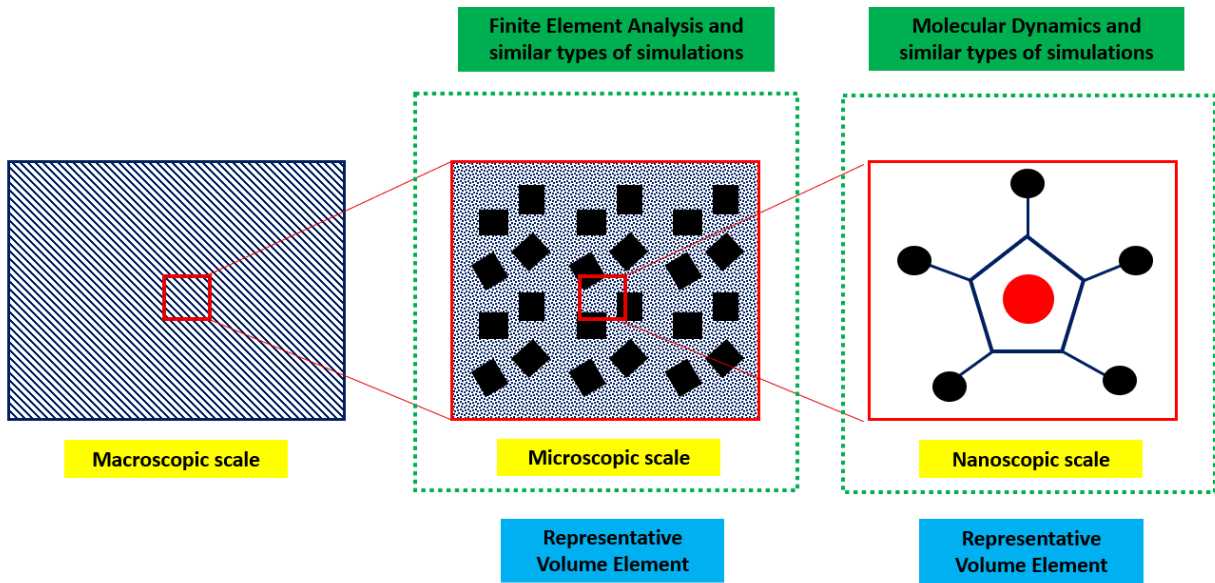 Finite Element Analysis and
similar types of simulations
Molecular Dynamics and
similar types of simulations
Macroscopic scale
Microscopic scale
Nanoscopic scale
Representative
Volume Element
Representative
Volume Element